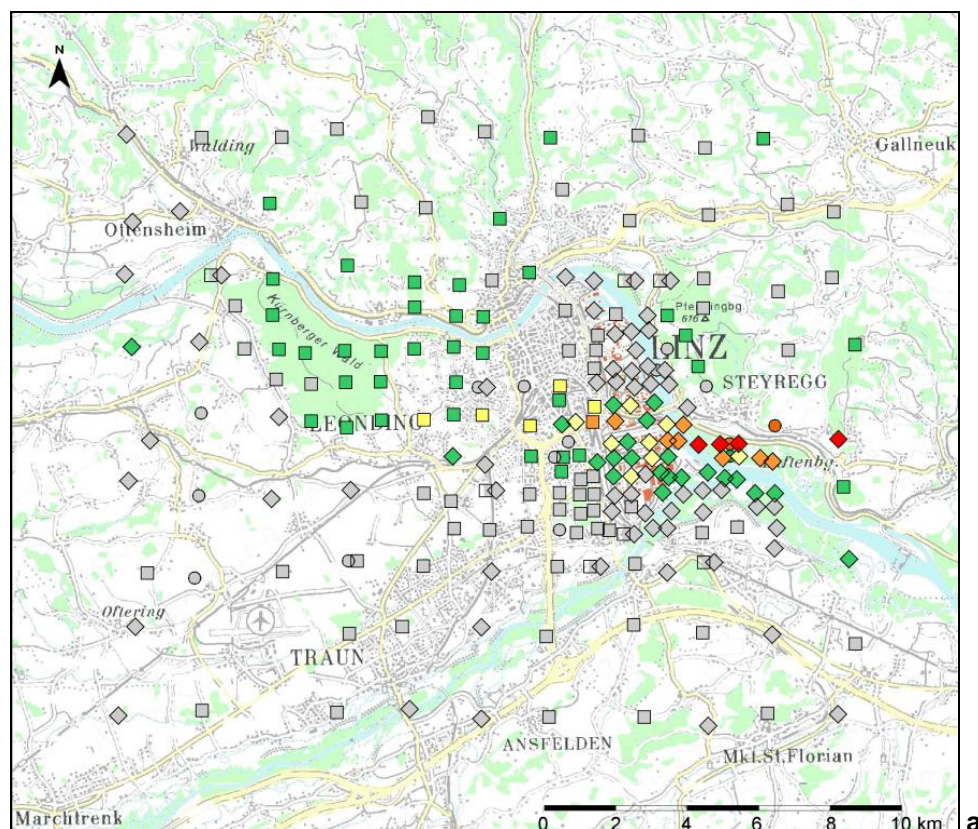 N
Walding
Gallneuk
Ottensheim
Pfenningbg.
616
Kürnberger Wald
LINZ
STEYREGG
LEONDING
Luftenbg.
Oftering
TRAUN
ANSFELDEN
Mkt.St.Florian
Marchtrenk
0 2 4 6 8 10 km
a